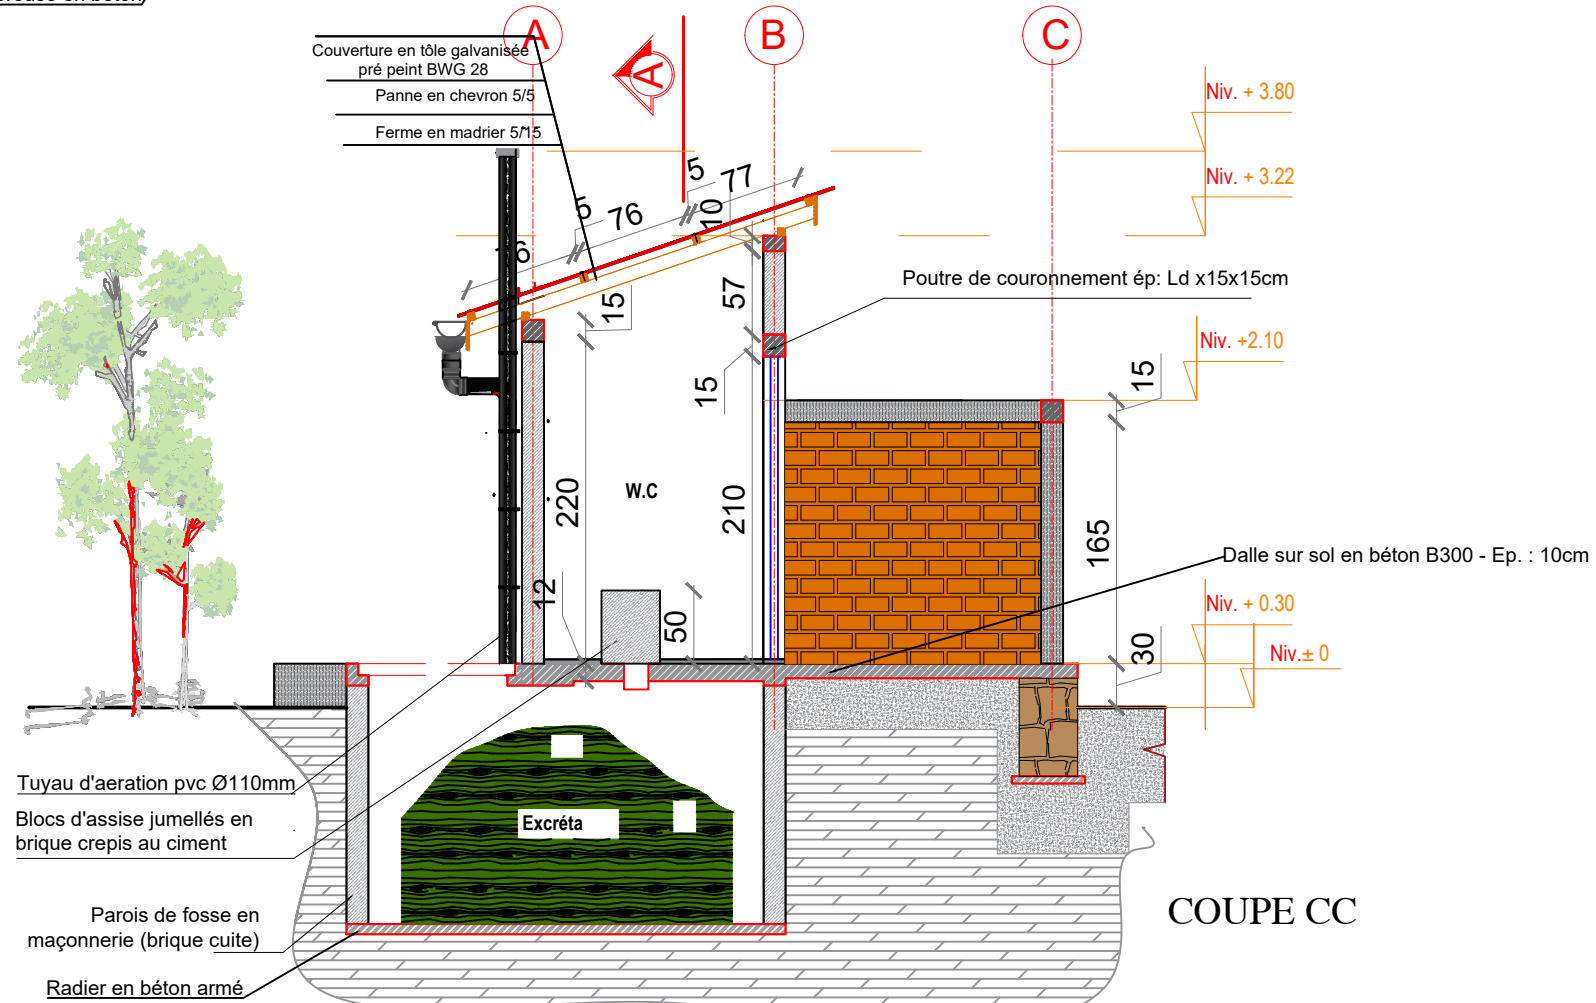 A
B
C
Couverture en tôle galvanisée
pré peint BWG 28
Panne en chevron 5/5
Ferme en madrier 5/15
A
Niv. + 3.80
Niv. + 3.22
5
77
10
5
76
15
57
Poutre de couronnement ép: Ld x15x15cm
Niv. +2.10
15
15
W.C
220
210
165
Dalle sur sol en béton B300 - Ep. : 10cm
12
50
30
Niv. + 0.30
Niv.± 0
Tuyau d'aeration pvc Ø110mm
Blocs d'assise jumellés en
brique crepis au ciment
Excréta
Parois de fosse en
maçonnerie (brique cuite)
Radier en béton armé
COUPE CC